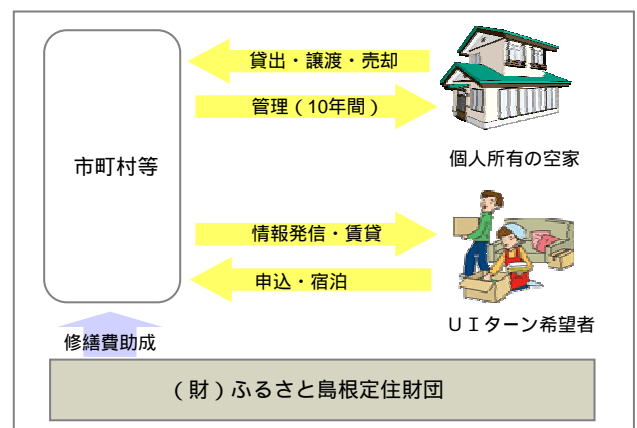 貸出・譲渡・売却
管理（10年間）
個人所有の空家
市町村等
情報発信・賃貸
申込・宿泊
ＵＩターン希望者
修繕費助成
（財）ふるさと島根定住財団